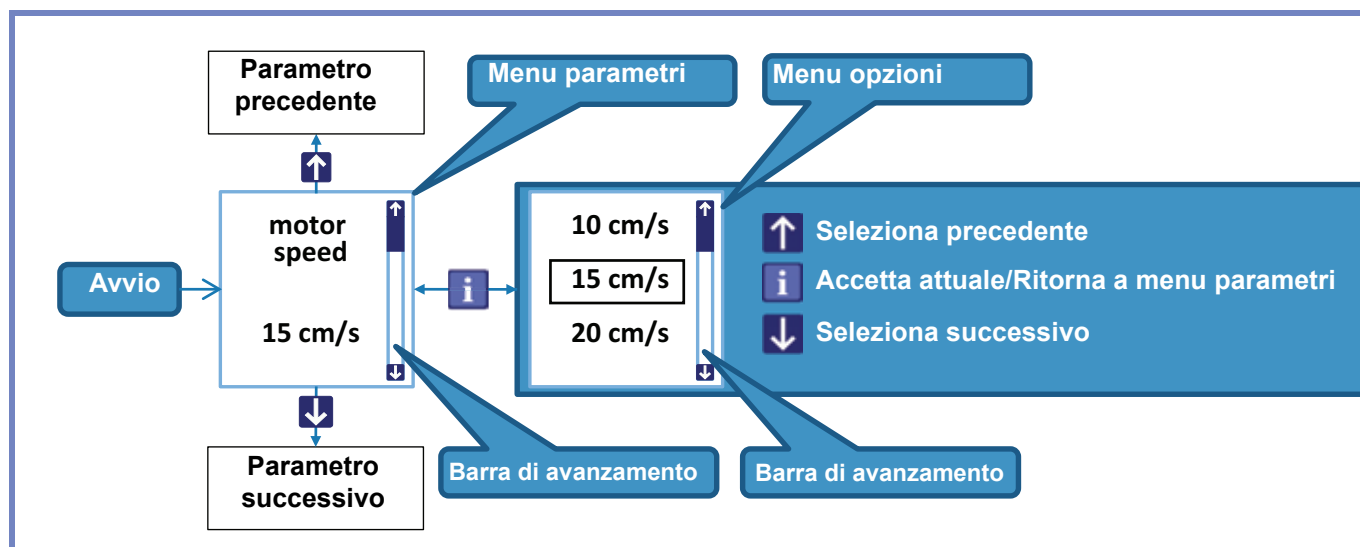 Parametro
precedente
Menu parametri
Menu opzioni
motor
speed
15 cm/s
Avvio
i
10 cm/s
15 cm/s
20 cm/s
Seleziona precedente
i
Accetta attuale/Ritorna a menu parametri
Seleziona successivo
Parametro
successivo
Barra di avanzamento
Barra di avanzamento